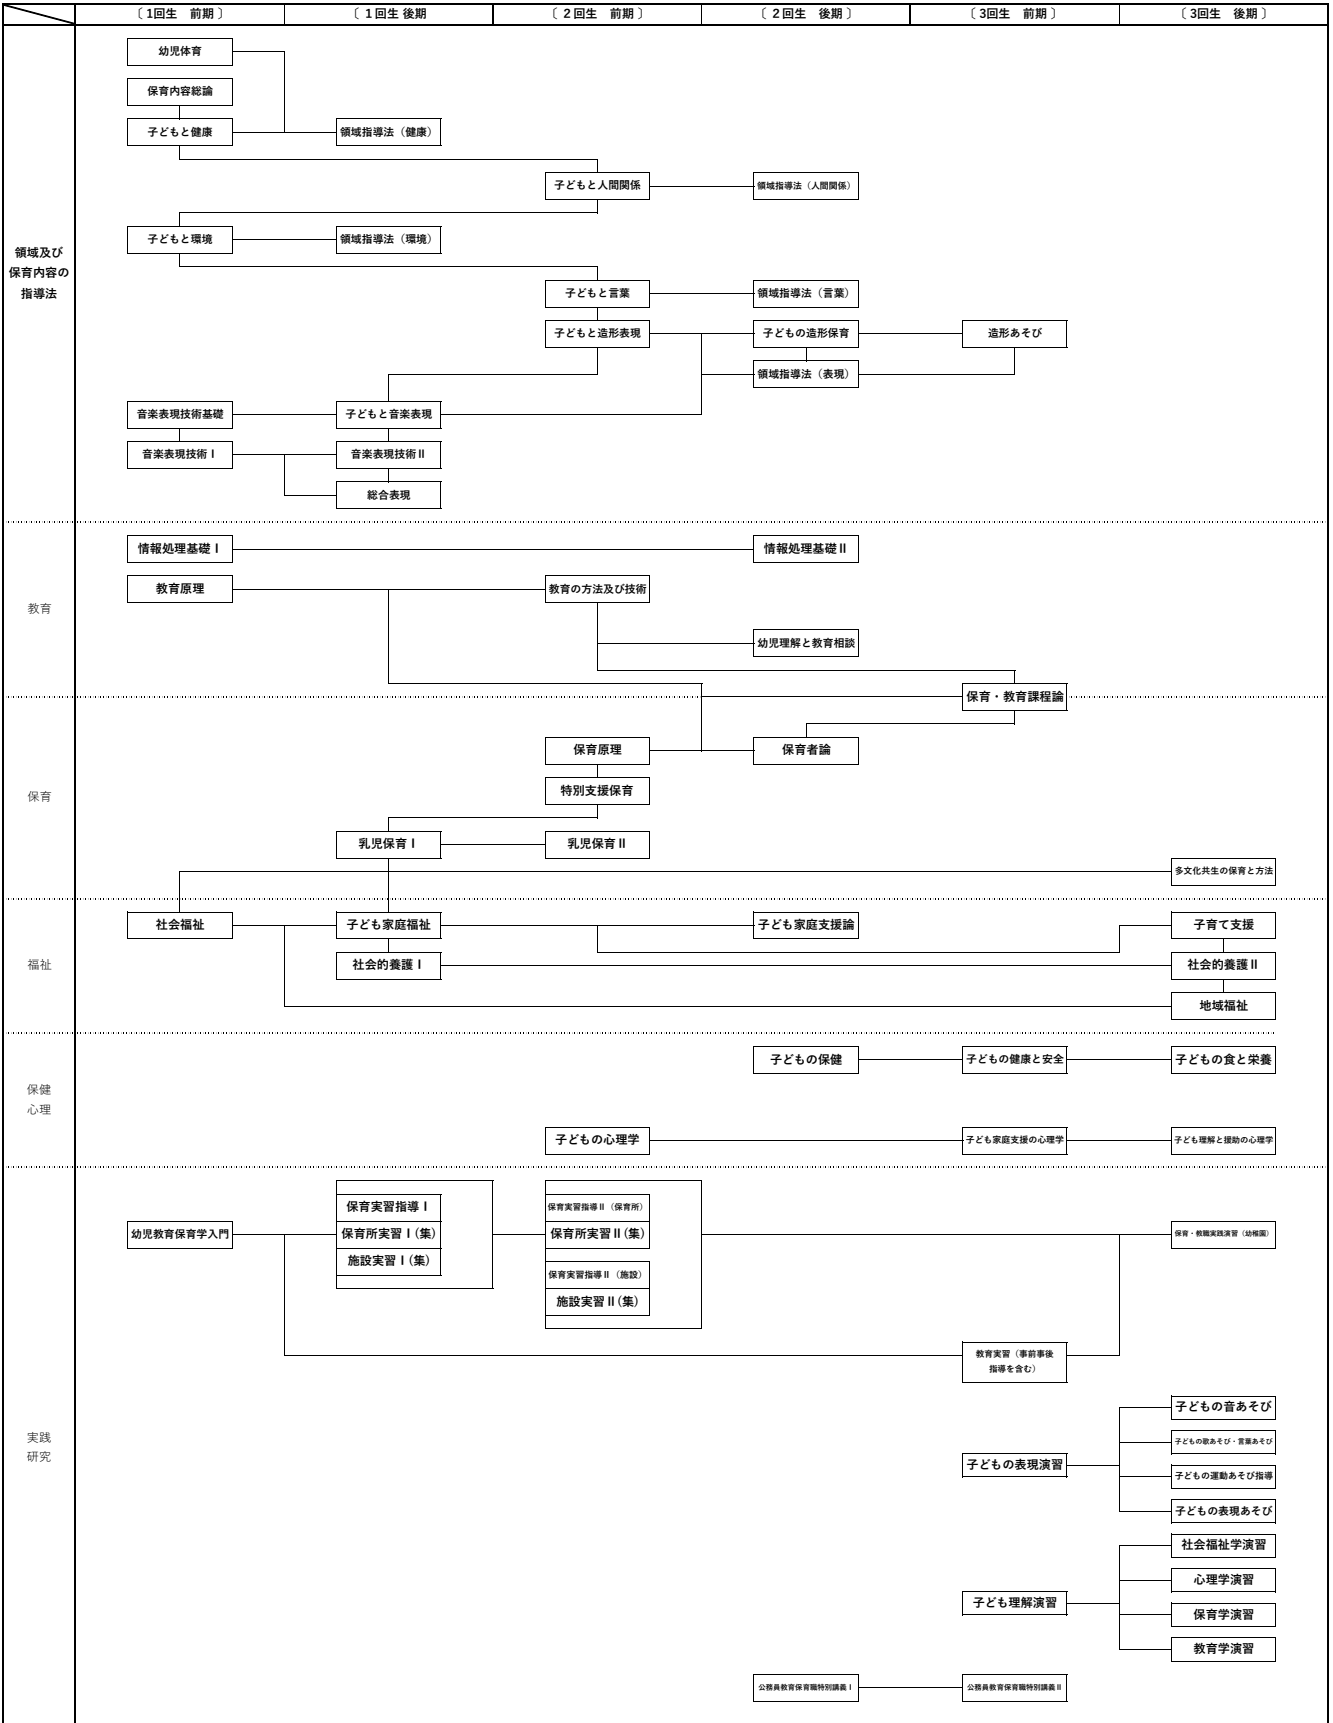 〔 1回生　前期 〕
〔 1回生 後期
〔 2回生　前期 〕
〔 2回生　後期 〕
〔 3回生　前期 〕
〔 3回生　後期 〕
領域及び
保育内容の
指導法
幼児体育
保育内容総論
子どもと健康
領域指導法（健康）
子どもと人間関係
領域指導法（人間関係）
子どもと環境
領域指導法（環境）
子どもと言葉
領域指導法（言葉）
子どもと造形表現
子どもの造形保育
造形あそび
領域指導法（表現）
音楽表現技術基礎
子どもと音楽表現
音楽表現技術Ⅰ
音楽表現技術Ⅱ
総合表現
教育
情報処理基礎Ⅰ
情報処理基礎Ⅱ
教育原理
教育の方法及び技術
幼児理解と教育相談
保育・教育課程論
保育
保育原理
保育者論
特別支援保育
乳児保育Ⅰ
乳児保育Ⅱ
多文化共生の保育と方法
福祉
社会福祉
子ども家庭福祉
子ども家庭支援論
子育て支援
社会的養護Ⅰ
社会的養護Ⅱ
地域福祉
保健
心理
子どもの保健
子どもの健康と安全
子どもの食と栄養
子どもの心理学
子ども家庭支援の心理学
子ども理解と援助の心理学
実践
研究
幼児教育保育学入門
保育実習指導Ⅰ
保育所実習Ⅰ(集)
施設実習Ⅰ(集)
保育実習指導Ⅱ（保育所）
保育所実習Ⅱ(集)
保育実習指導Ⅱ（施設）
施設実習Ⅱ(集)
保育・教職実践演習（幼稚園）
教育実習（事前事後
指導を含む）
子どもの表現演習
子どもの音あそび
子どもの歌あそび・言葉あそび
子どもの運動あそび指導
子どもの表現あそび
子ども理解演習
社会福祉学演習
心理学演習
保育学演習
教育学演習
公務員教育保育職特別講義Ⅰ
公務員教育保育職特別講義Ⅱ